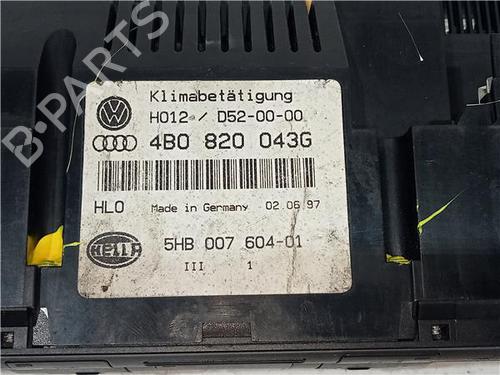 B-PARTS
Klimabetätigung
H012 / D52-00-00
4B0 820 043G
HLO Made in Germany 02.06.97
HELLA 5HB 007 604-01
III 1